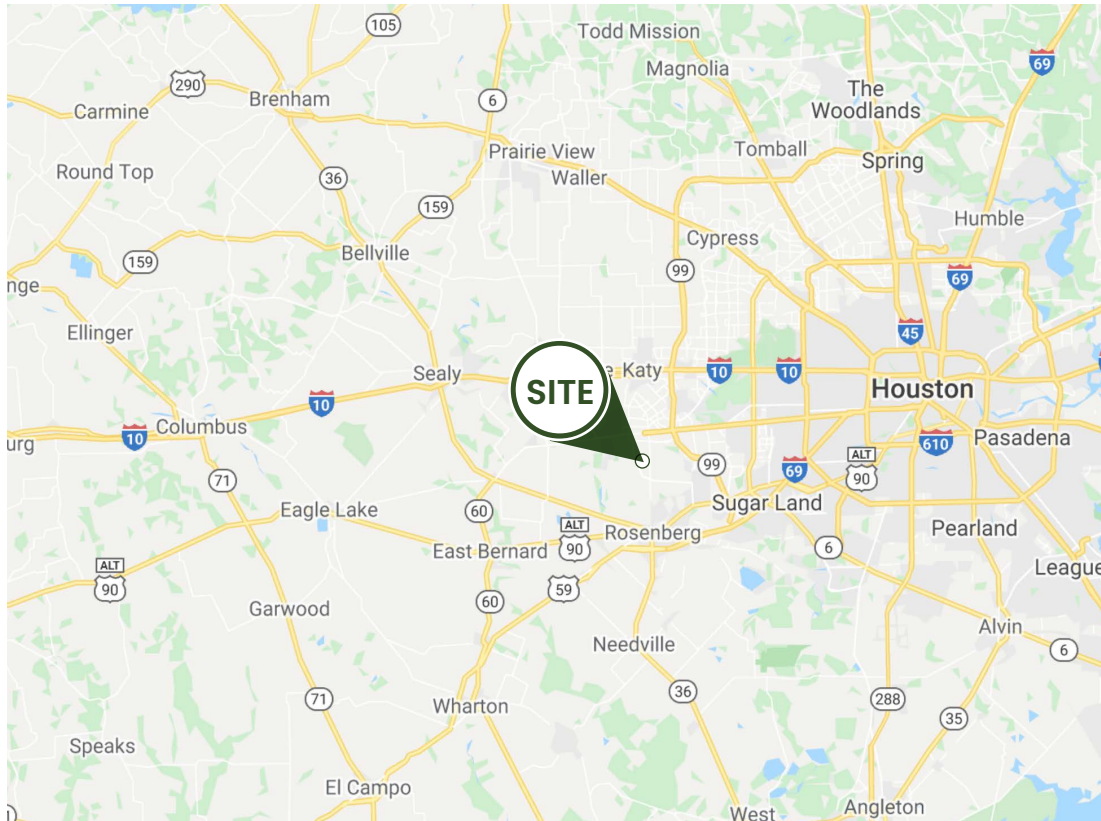 Todd Mission
105
69
Magnolia
290
The
Woodlands
Brenham
6
Carmine
Prairie View
Tomball
Spring
Round Top
Waller
36
159
Humble
Cypress
Bellville
159
99
69
nge
Ellinger
45
Sealy
Katy
10
10
SITE
Houston
10
Columbus
10
urg
610
Pasadena
ALT
90
99
69
71
Sugar Land
Eagle Lake
60
ALT
90
Rosenberg
Pearland
East Bernard
6
ALT
90
League
59
Garwood
60
Alvin
Needville
6
71
36
288
Wharton
35
Speaks
El Campo
West
Angleton